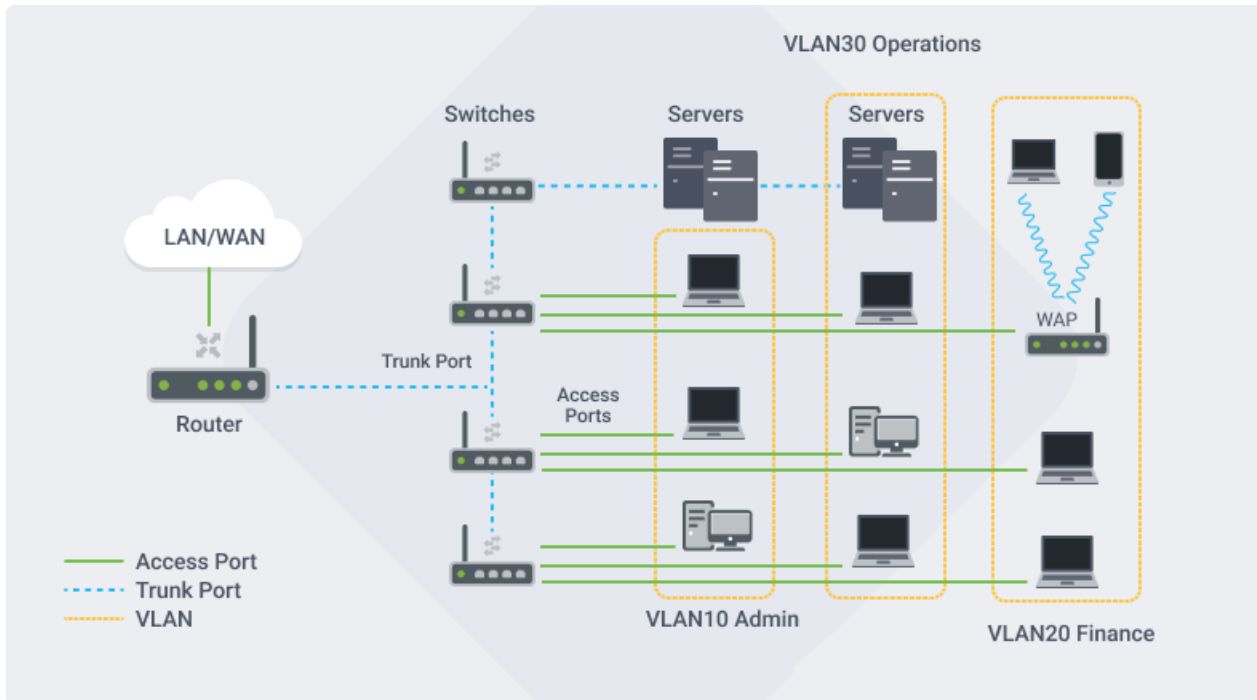 VLAN30 Operations
Switches
Servers
Servers
LAN/WAN
WAP
Trunk Port
Access
Ports
Router
Access Port
Trunk Port
VLAN
VLAN10 Admin
VLAN20 Finance